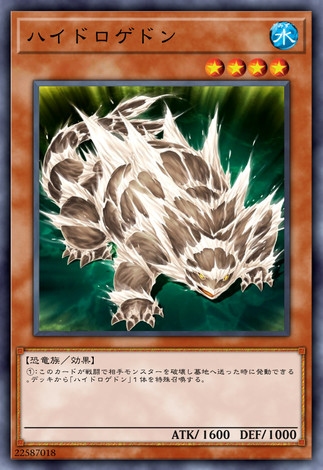 ハイドロゲドン
水
【恐竜族／効果】
①:このカードが戦闘で相手モンスターを破壊し墓地へ送った時に発動できる。
デッキから「ハイドロゲドン」1体を特殊召喚する。
ATK/ 1600 DEF/1000
22587018